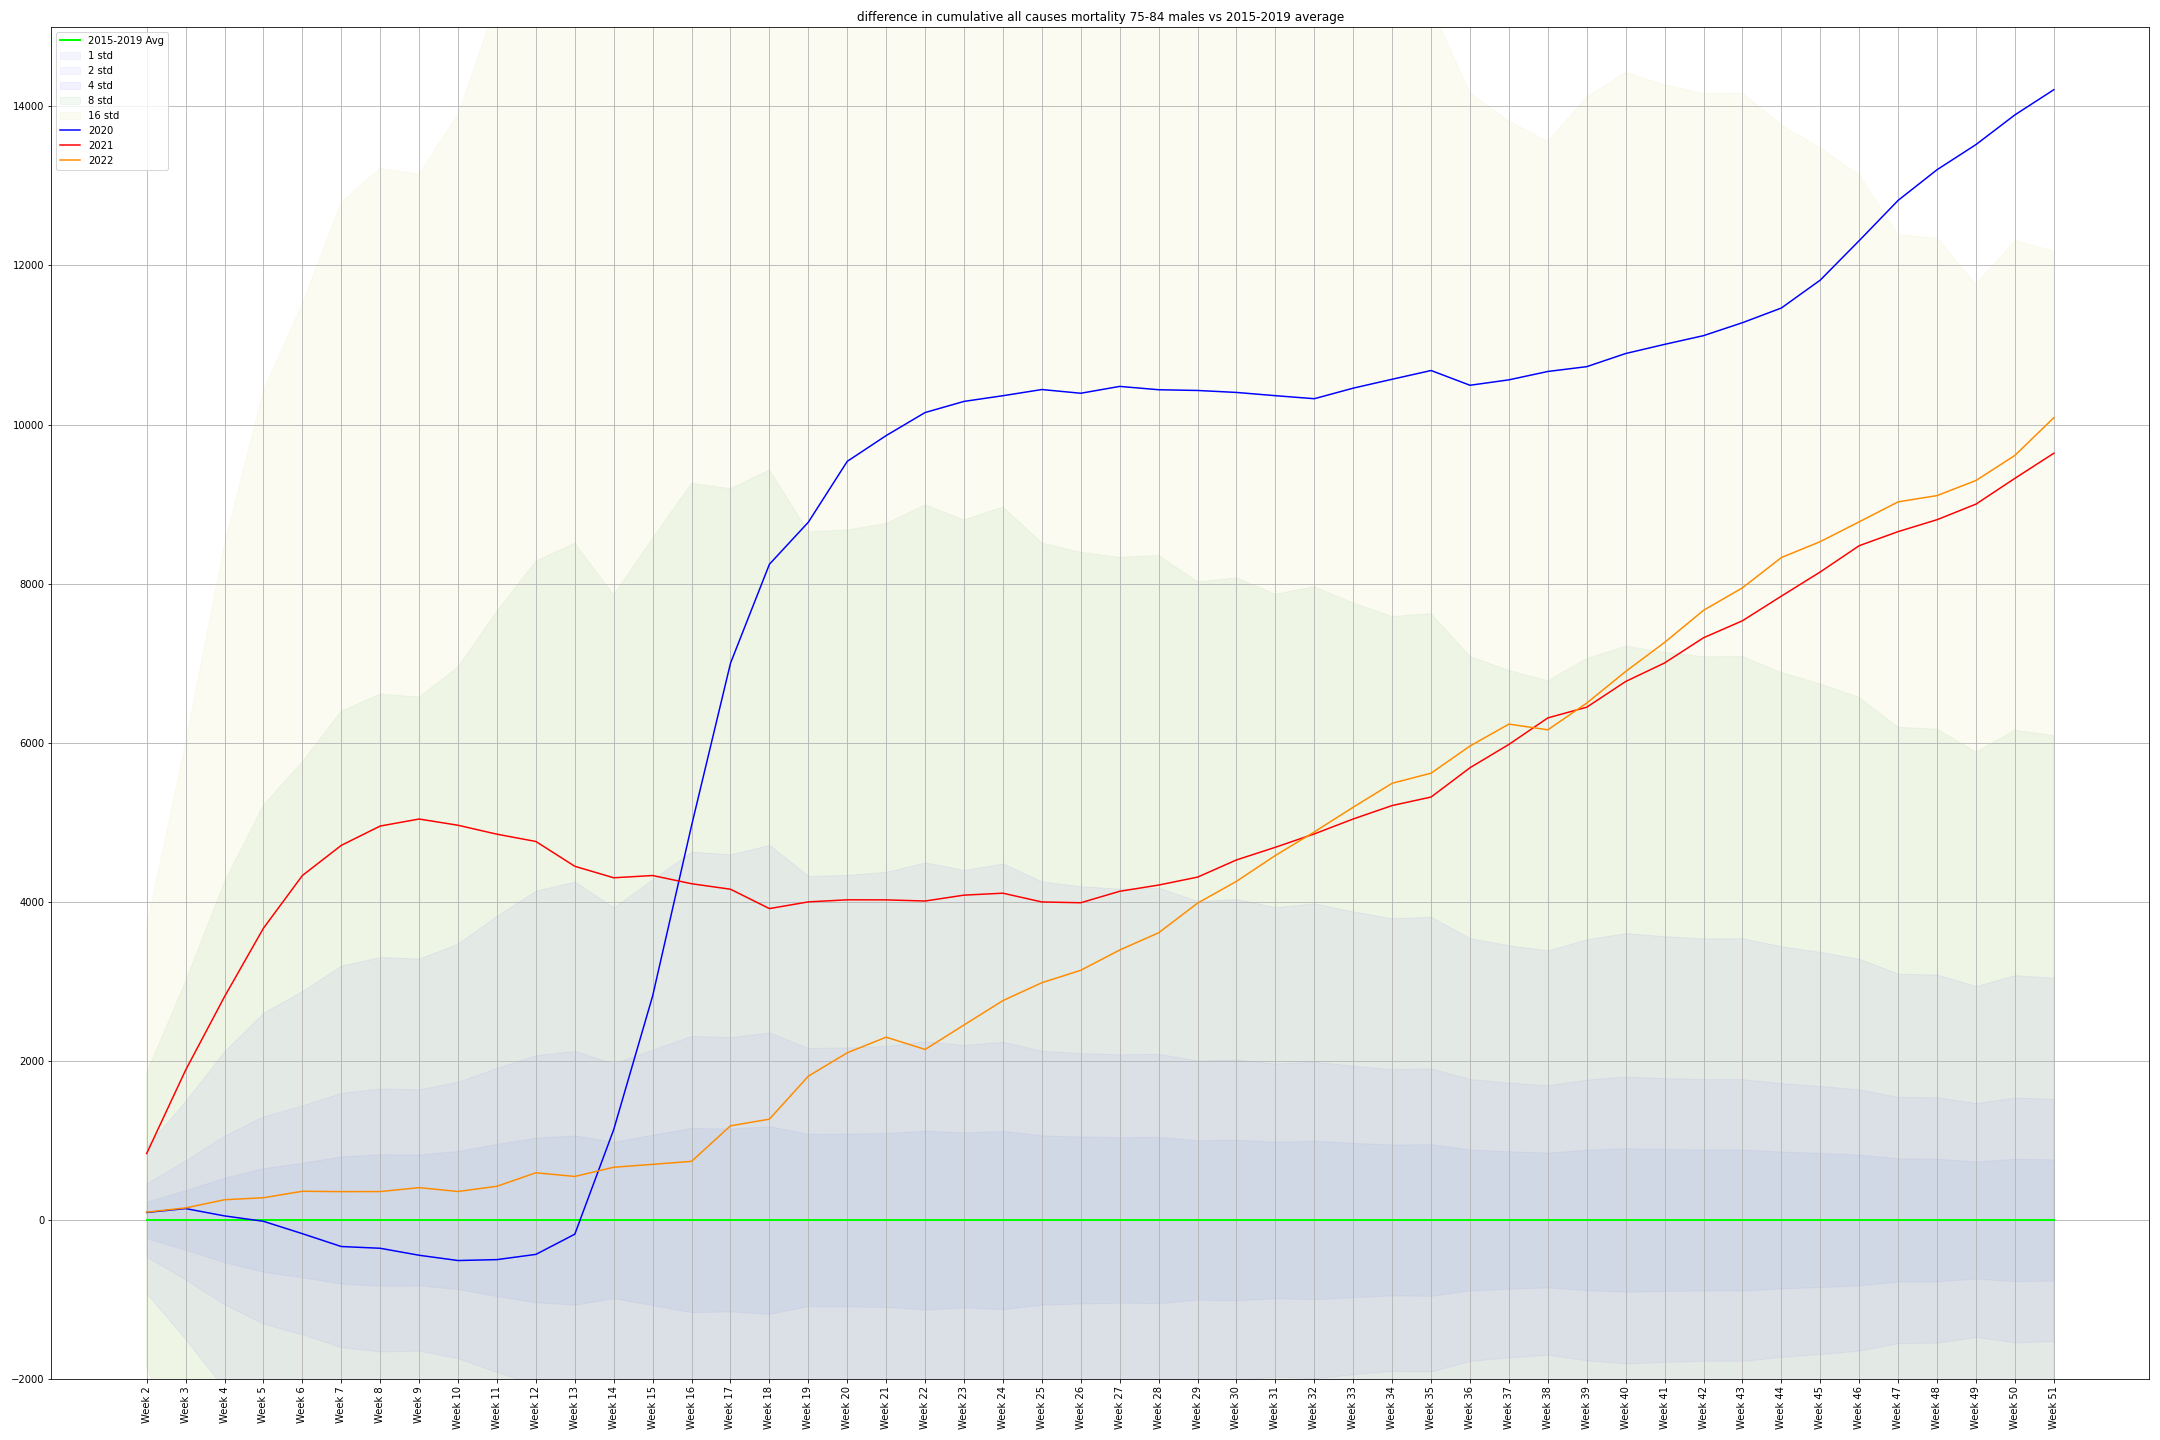 difference in cumulative all causes mortality 75-84 males vs 2015-2019 average
2015-2019 Avg
1 std
2 std
4 std
8 std
16 std
2020
2021
2022
14000
12000
10000
8000
6000
4000
2000
0
−2000
Week 2
Week 3
Week 4
Week 5
Week 6
Week 7
Week 8
Week 9
Week 10
Week 11
Week 12
Week 13
Week 14
Week 15
Week 16
Week 17
Week 18
Week 19
Week 20
Week 21
Week 22
Week 23
Week 24
Week 25
Week 26
Week 27
Week 28
Week 29
Week 30
Week 31
Week 32
Week 33
Week 34
Week 35
Week 36
Week 37
Week 38
Week 39
Week 40
Week 41
Week 42
Week 43
Week 44
Week 45
Week 46
Week 47
Week 48
Week 49
Week 50
Week 51